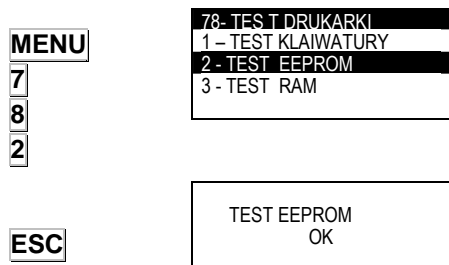 MENU
7
8
2
78- TES T DRUKARKI
1 – TEST KLAIWATURY
2 - TEST EEPROM
3 - TEST RAM
ESC
TEST EEPROM
OK